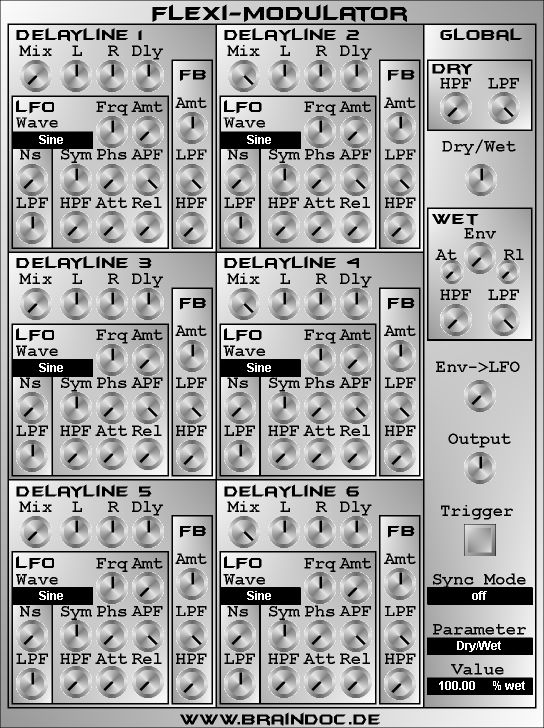 FLEXI-MODULATOR
DELAYLINE 1
Mix L R Dly
FB
LFO Frq Amt
Wave
Sine
Amt
Ns Sym Phs APF
LPF
LPF HPF Att Rel
HPF
DELAYLINE 2
Mix L R Dly
FB
LFO Frq Amt
Wave
Sine
Amt
Ns Sym Phs APF
LPF
LPF HPF Att Rel
HPF
DELAYLINE 3
Mix L R Dly
FB
LFO Frq Amt
Wave
Sine
Amt
Ns Sym Phs APF
LPF
LPF HPF Att Rel
HPF
DELAYLINE 4
Mix L R Dly
FB
LFO Frq Amt
Wave
Sine
Amt
Ns Sym Phs APF
LPF
LPF HPF Att Rel
HPF
DELAYLINE 5
Mix L R Dly
FB
LFO Frq Amt
Wave
Sine
Amt
Ns Sym Phs APF
LPF
LPF HPF Att Rel
HPF
DELAYLINE 6
Mix L R Dly
FB
LFO Frq Amt
Wave
Sine
Amt
Ns Sym Phs APF
LPF
LPF HPF Att Rel
HPF
GLOBAL
DRY
HPF LPF
Dry/Wet
WET
Env
At Rl
HPF LPF
Env->LFO
Output
Trigger
Sync Mode
off
Parameter
Dry/Wet
Value
100.00 % wet
WWW.BRAINDOC.DE